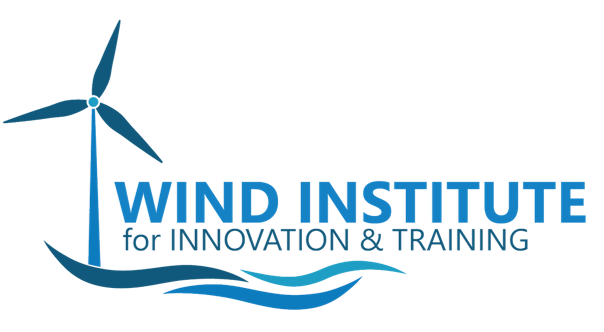 WIND INSTITUTE
for INNOVATION & TRAINING